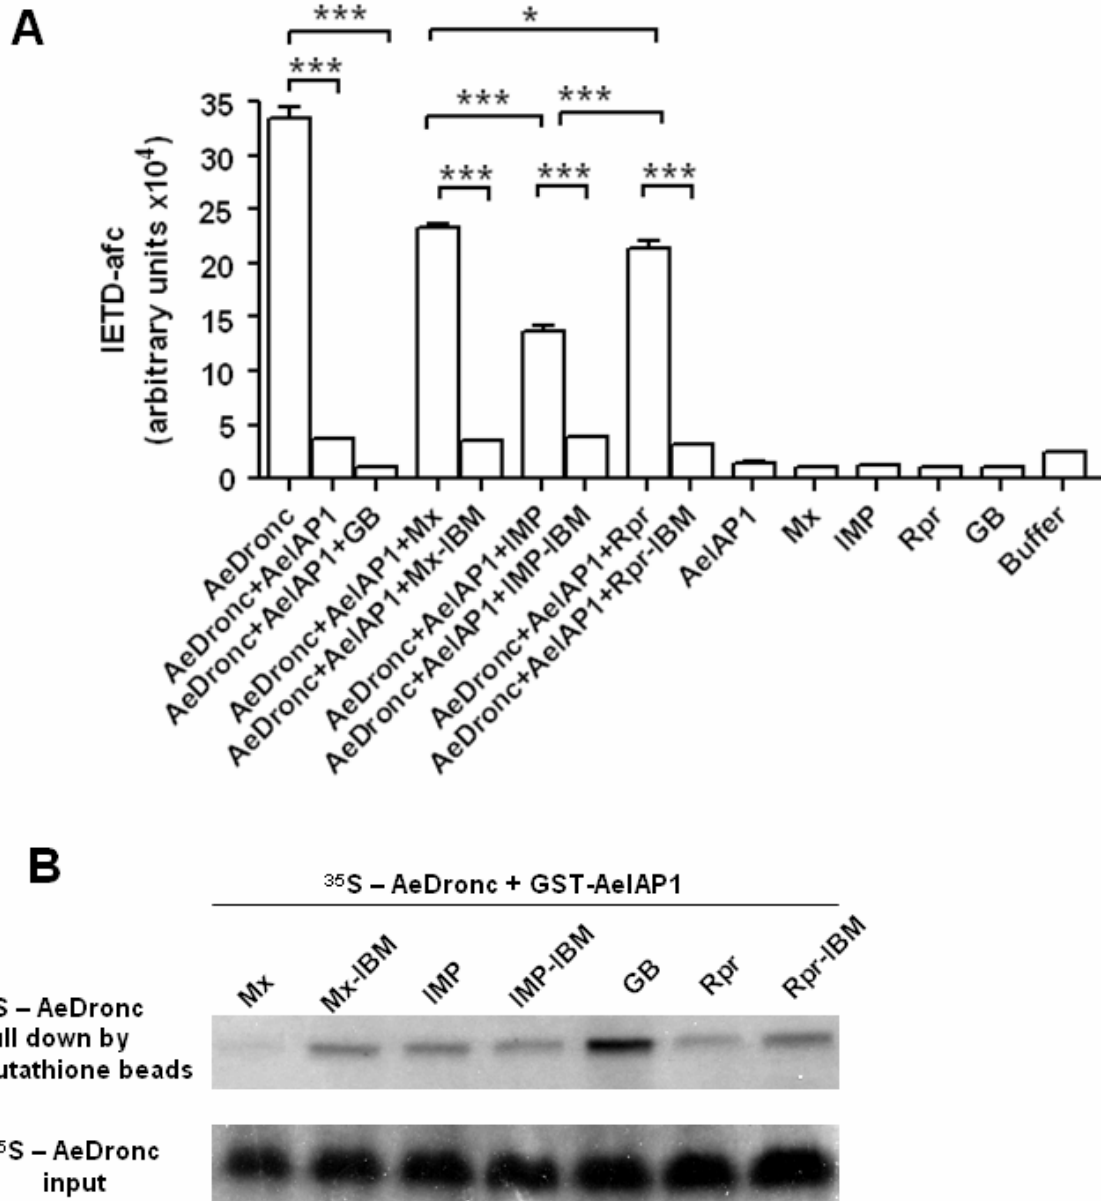 A
***
*
***
***
***
***
***
***
35
30
25
20
15
10
5
0
IETD-afc
(arbitrary units x10⁴)
AeDronc
AeDronc+AeIAP1
AeDronc+AeIAP1+GB
AeDronc+AeIAP1+Mx
AeDronc+AeIAP1+Mx-IBM
AeDronc+AeIAP1+IMP
AeDronc+AeIAP1+IMP-IBM
AeDronc+AeIAP1+Rpr
AeDronc+AeIAP1+Rpr-IBM
AeIAP1
Mx
IMP
Rpr
GB
Buffer
B
³⁵S – AeDronc + GST-AeIAP1
Mx
Mx-IBM
IMP
IMP-IBM
GB
Rpr
Rpr-IBM
S – AeDronc
ull down by
utathione beads
⁵S – AeDronc
input